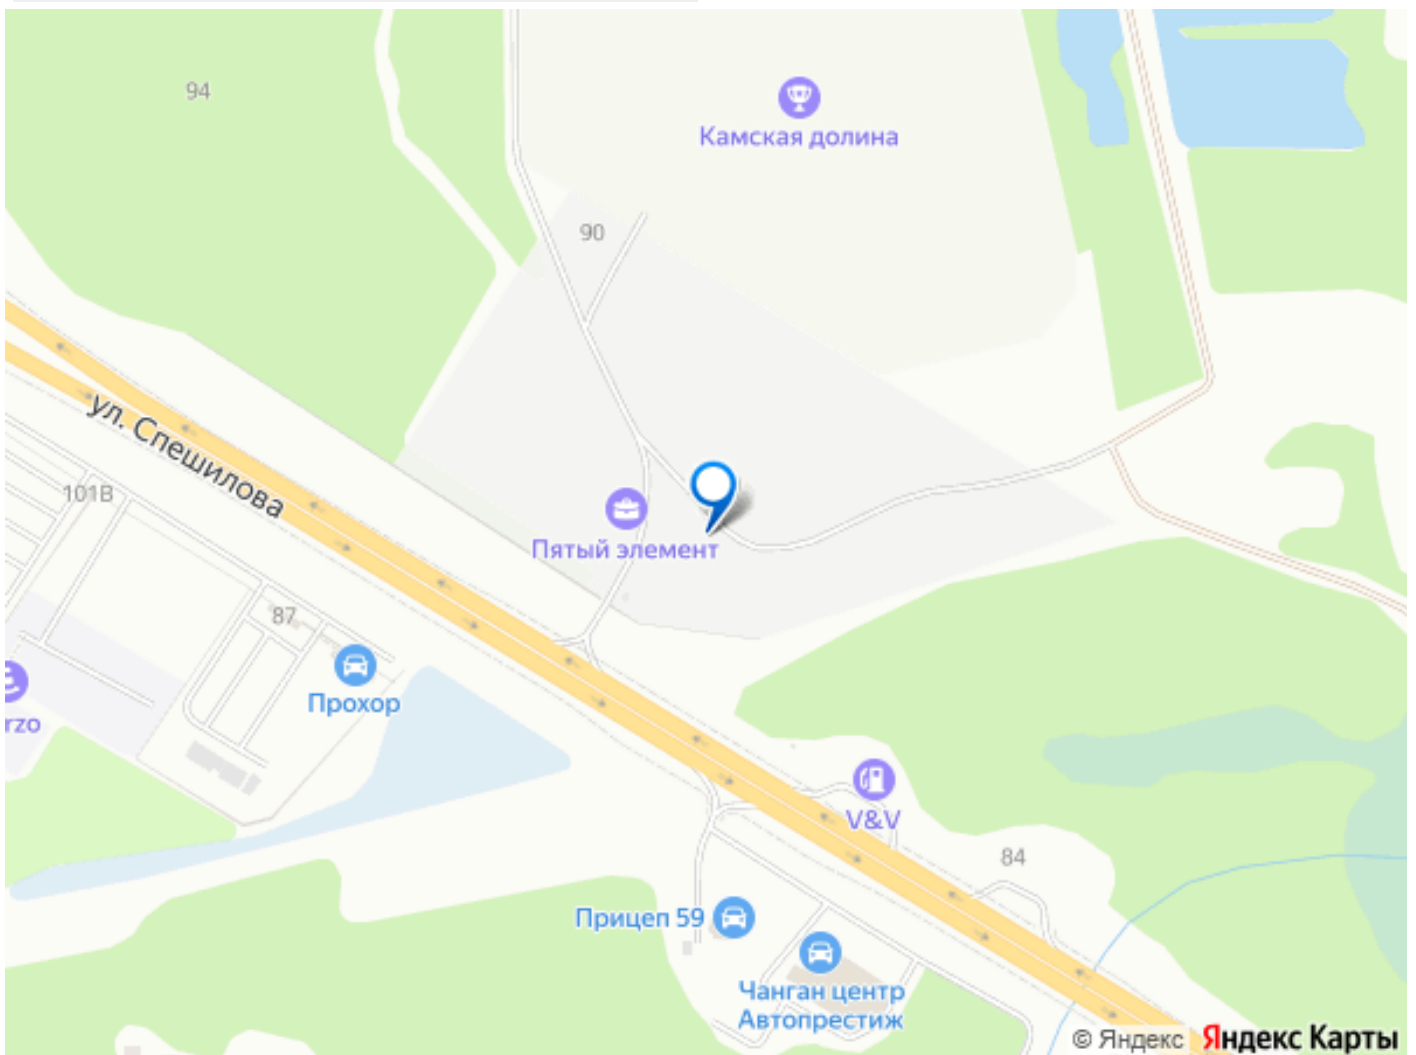 94
Камская долина
90
ул. Спешилова
101В
Пятый элемент
87
Прохор
rzo
V&V
84
Прицеп 59
Чанган центр
Автопрестиж
© Яндекс Яндекс Карты